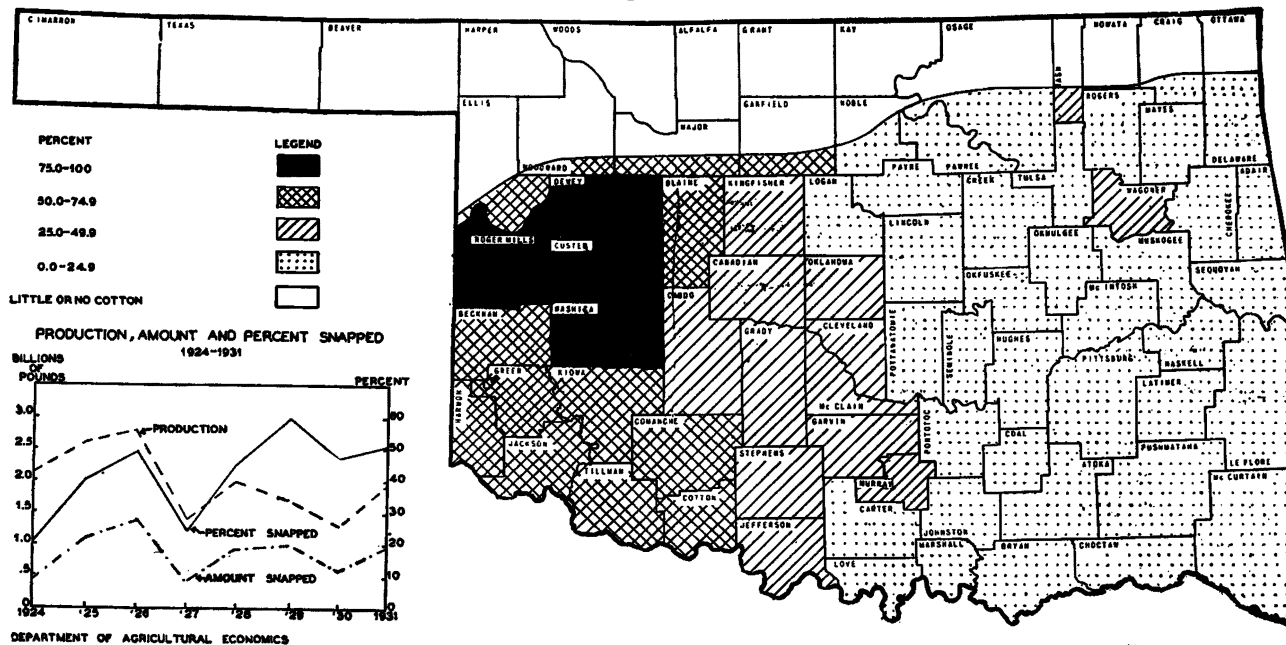 CIMARRON
TEXAS
BEAVER
HARPER
WOODS
ALFALFA
GRANT
KAY
OSAGE
NOWATA
CRAIG
OTTAWA
WASH
ROGERS
MAYES
DELAWARE
ELLIS
WOODWARD
MAJOR
GARFIELD
NOBLE
PAYNE
PAWNEE
TULSA
CREEK
WAGONER
CHEROKEE
ADAIR
DEWEY
BLAINE
KINGFISHER
LOGAN
LINCOLN
OKMULGEE
MUSKOGEE
SEQUOYAH
ROGER MILLS
CUSTER
CANADIAN
OKLAHOMA
OKFUSKEE
Mc INTOSH
BECKHAM
WASHITA
CADDO
GRADY
CLEVELAND
POTTAWATOMIE
SEMINOLE
HUGHES
PITTSBURG
HASKELL
LATIMER
LE FLORE
GREER
KIOWA
HARMON
JACKSON
COMANCHE
Mc CLAIN
GARVIN
PONTOTOC
COAL
ATOKA
PUSHMATAHA
Mc CURTAIN
TILLMAN
COTTON
STEPHENS
MURRAY
CARTER
JOHNSTON
JEFFERSON
LOVE
MARSHALL
BRYAN
CHOCTAW
PERCENT LEGEND
75.0-100
50.0-74.9
25.0-49.9
0.0-24.9
LITTLE OR NO COTTON
PRODUCTION, AMOUNT AND PERCENT SNAPPED
1924-1931
BILLIONS
OF
POUNDS
PERCENT
3.0
2.5
2.0
1.5
1.0
.5
0
60
50
40
30
20
10
0
PRODUCTION
PERCENT SNAPPED
AMOUNT SNAPPED
1924 '25 '26 '27 '28 '29 '30 1931
DEPARTMENT OF AGRICULTURAL ECONOMICS